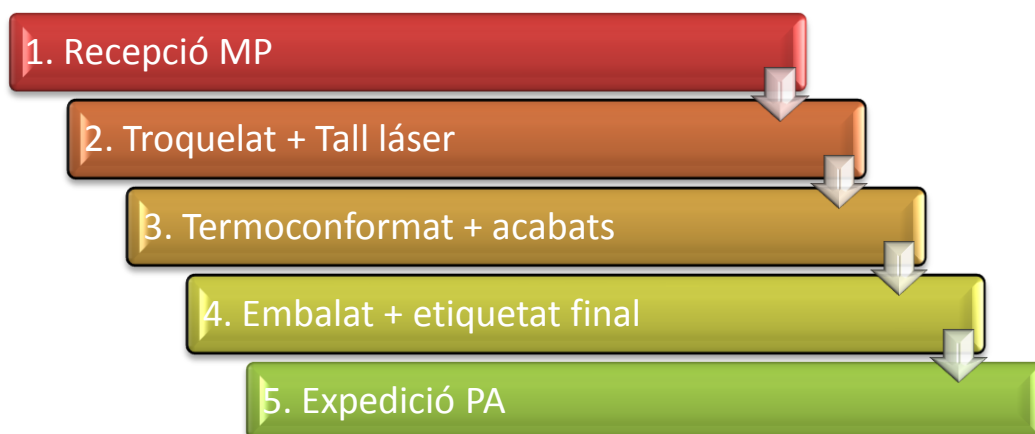 1. Recepció MP
2. Troquelat + Tall láser
3. Termoconformat + acabats
4. Embalat + etiquetat final
5. Expedició PA